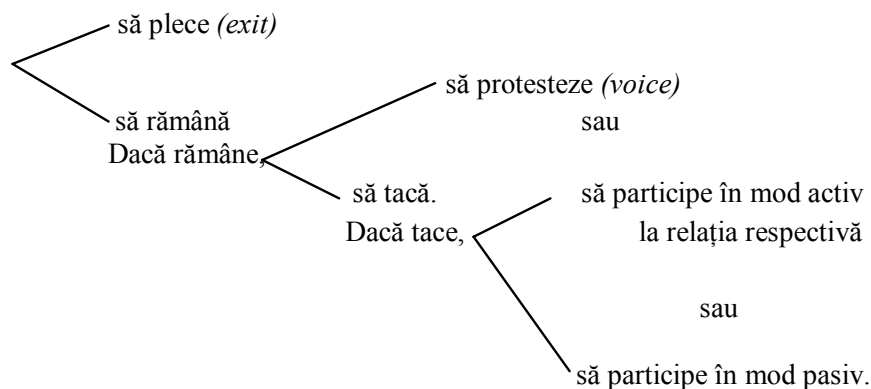 să plece (exit)
să protesteze (voice)
să rămână
sau
Dacă rămâne,
să tacă.
să participe în mod activ
Dacă tace,
la relația respectivă
sau
să participe în mod pasiv.